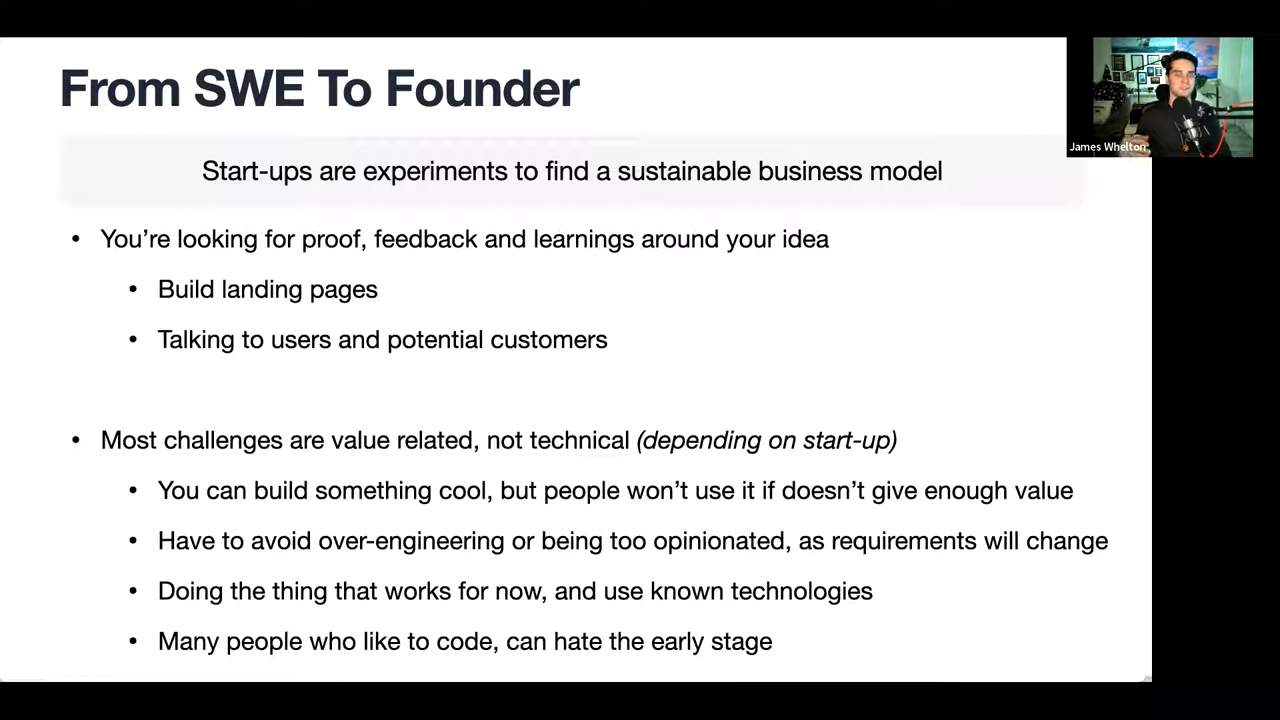 From SWE To Founder
James Whelton
Start-ups are experiments to find a sustainable business model
• You’re looking for proof, feedback and learnings around your idea
• Build landing pages
• Talking to users and potential customers
• Most challenges are value related, not technical (depending on start-up)
• You can build something cool, but people won’t use it if doesn’t give enough value
• Have to avoid over-engineering or being too opinionated, as requirements will change
• Doing the thing that works for now, and use known technologies
• Many people who like to code, can hate the early stage